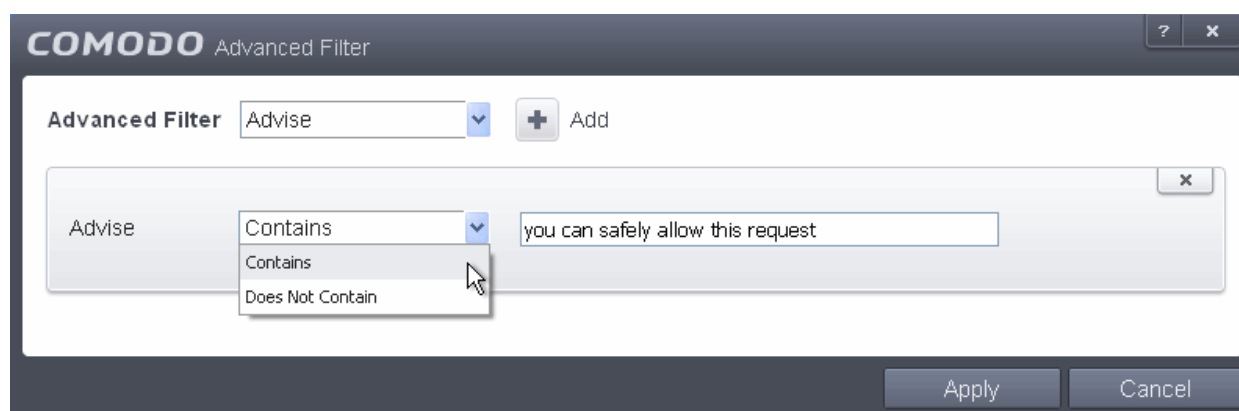 COMODO Advanced Filter
? x
Advanced Filter Advise + Add
x
Advise Contains you can safely allow this request
Contains
Does Not Contain
Apply Cancel